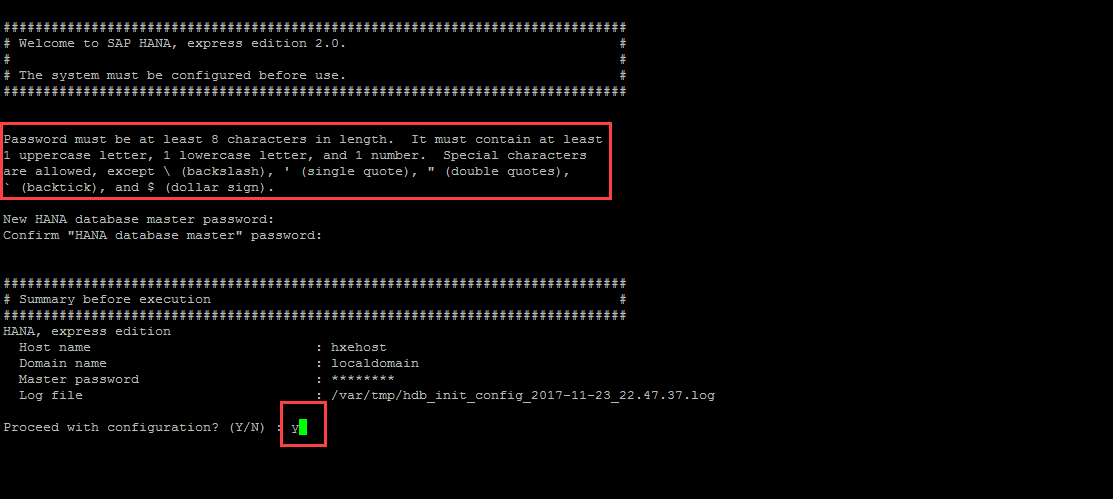 ##############################################################################
# Welcome to SAP HANA, express edition 2.0. #
# #
# The system must be configured before use. #
##############################################################################
Password must be at least 8 characters in length. It must contain at least
1 uppercase letter, 1 lowercase letter, and 1 number. Special characters
are allowed, except \ (backslash), ' (single quote), " (double quotes),
` (backtick), and $ (dollar sign).
New HANA database master password:
Confirm "HANA database master" password:
##############################################################################
# Summary before execution #
##############################################################################
HANA, express edition
Host name : hxehost
Domain name : localdomain
Master password : ********
Log file : /var/tmp/hdb_init_config_2017-11-23_22.47.37.log
Proceed with configuration? (Y/N) : y